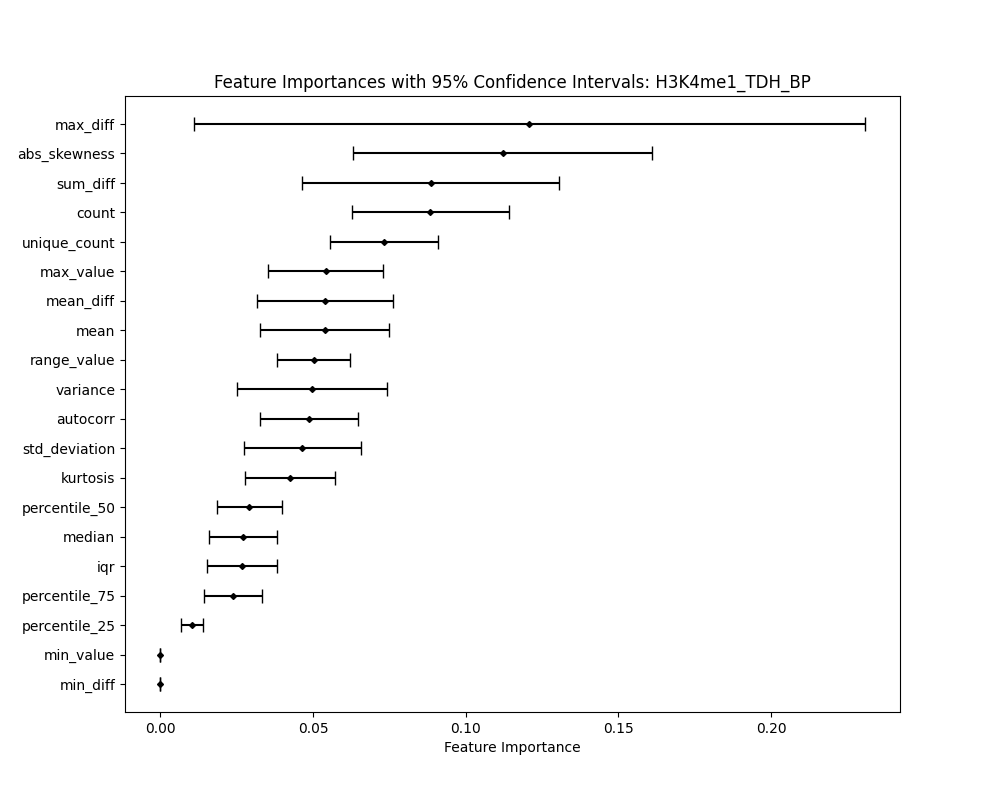 Feature Importances with 95% Confidence Intervals: H3K4me1_TDH_BP
max_diff
abs_skewness
sum_diff
count
unique_count
max_value
mean_diff
mean
range_value
variance
autocorr
std_deviation
kurtosis
percentile_50
median
iqr
percentile_75
percentile_25
min_value
min_diff
0.00 0.05 0.10 0.15 0.20
Feature Importance